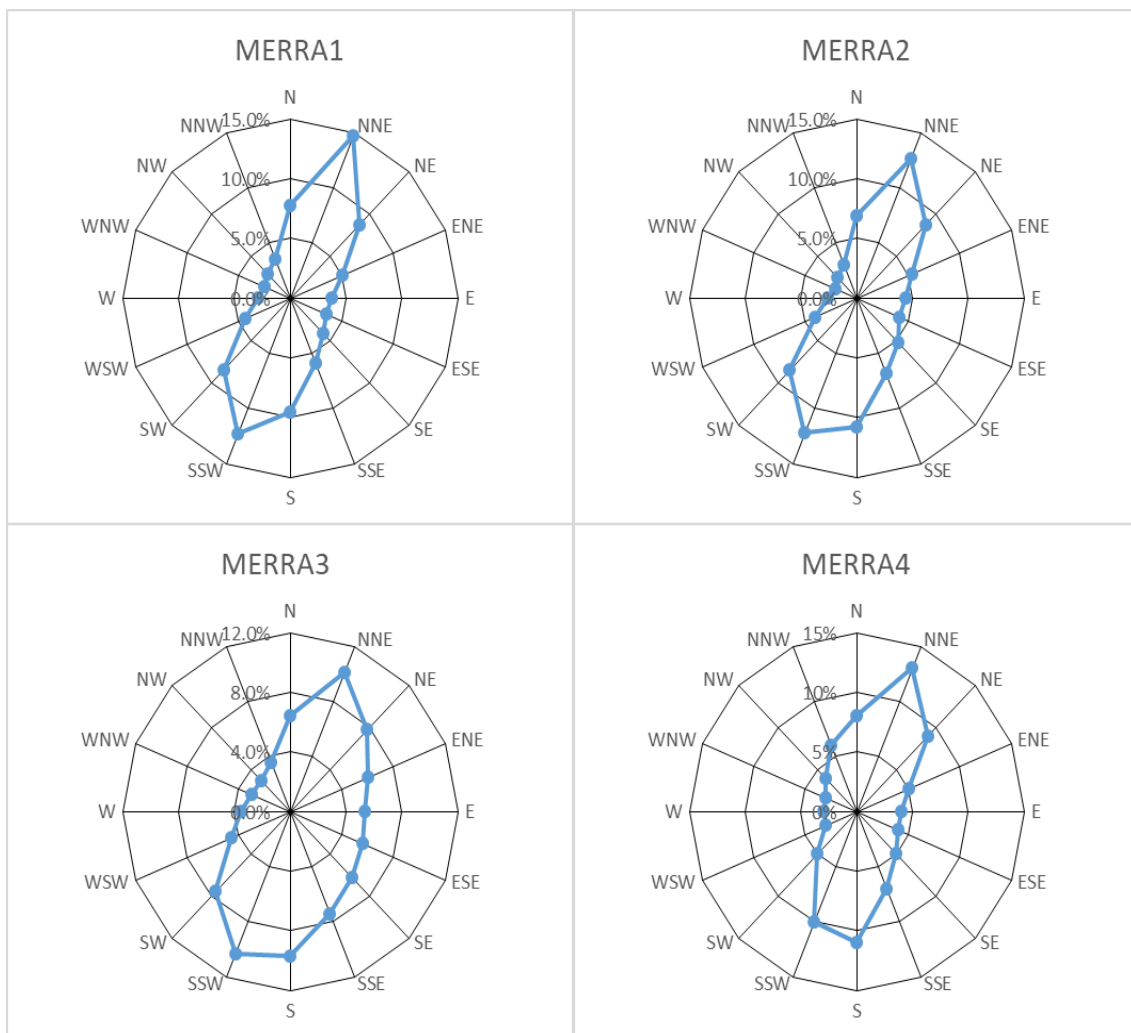 MERRA1
N
NNE
NE
ENE
E
ESE
SE
SSE
S
SSW
SW
WSW
W
WNW
NW
NNW
15.0%
10.0%
5.0%
0.0%
MERRA2
N
NNE
NE
ENE
E
ESE
SE
SSE
S
SSW
SW
WSW
W
WNW
NW
NNW
15.0%
10.0%
5.0%
0.0%
MERRA3
N
NNE
NE
ENE
E
ESE
SE
SSE
S
SSW
SW
WSW
W
WNW
NW
NNW
12.0%
8.0%
4.0%
0.0%
MERRA4
N
NNE
NE
ENE
E
ESE
SE
SSE
S
SSW
SW
WSW
W
WNW
NW
NNW
15%
10%
5%
0%